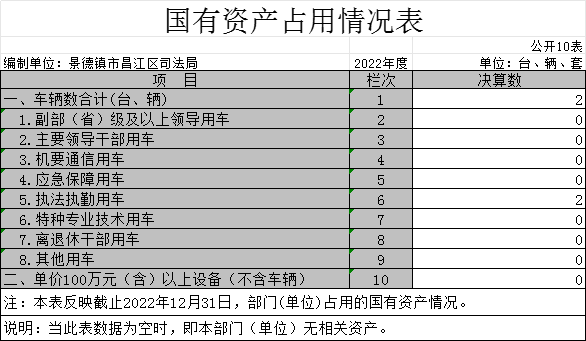 国有资产占用情况表
公开10表
编制单位：景德镇市昌江区司法局 2022年度 单位：台、辆、套
项 目 栏次 决算数
一、车辆数合计(台、辆) 1 2
1.副部（省）级及以上领导用车 2 0
2.主要领导干部用车 3 0
3.机要通信用车 4 0
4.应急保障用车 5 0
5.执法执勤用车 6 2
6.特种专业技术用车 7 0
7.离退休干部用车 8 0
8.其他用车 9 0
二、单价100万元（含）以上设备（不含车辆） 10 0
注：本表反映截止2022年12月31日，部门(单位)占用的国有资产情况。
说明：当此表数据为空时，即本部门（单位）无相关资产。